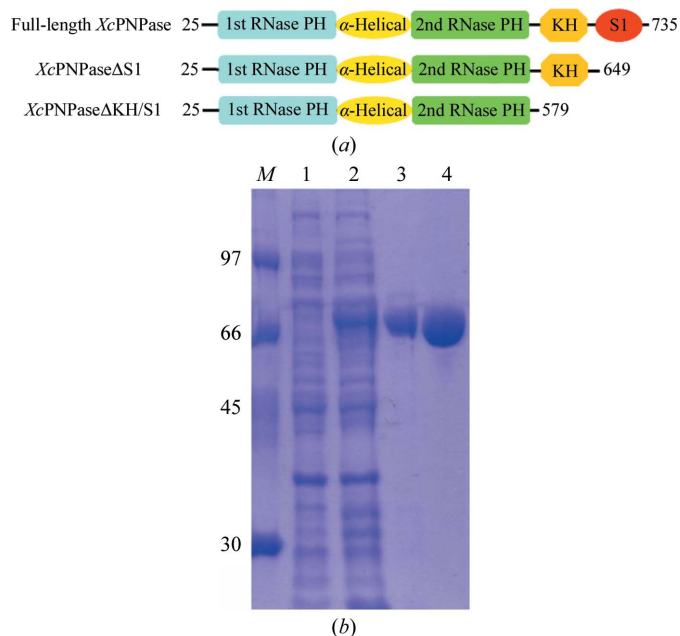 Full-length XcPNPase 25 1st RNase PH α-Helical 2nd RNase PH KH S1 735
XcPNPaseΔS1 25 1st RNase PH α-Helical 2nd RNase PH KH 649
XcPNPaseΔKH/S1 25 1st RNase PH α-Helical 2nd RNase PH 579
(a)
M 1 2 3 4
97
66
45
30
(b)